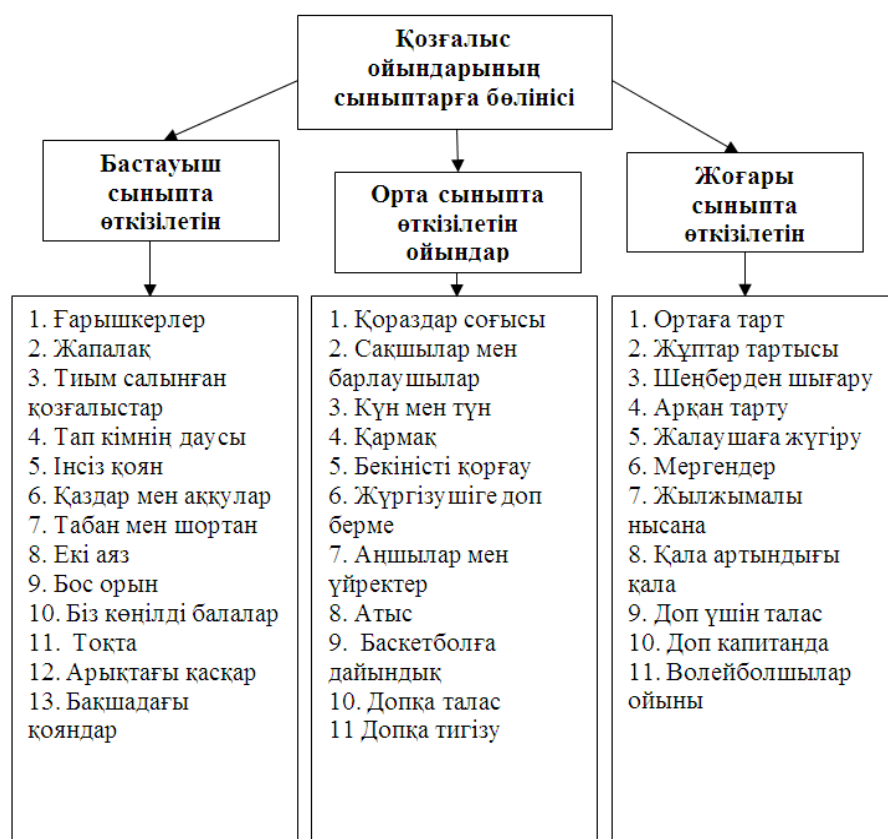 Қозғалыс
ойындарының
сыныптарға бөлінісі
Бастауыш
сыныпта
өткізілетін
Орта сыныпта
өткізілетін
ойындар
Жоғары
сыныпта
өткізілетін
1. Ғарышкерлер
2. Жапалақ
3. Тиым салынған
қозғалыстар
4. Тап кімнің даусы
5. Інсіз қоян
6. Қаздар мен аққулар
7. Табан мен шортан
8. Екі аяз
9. Бос орын
10. Біз көңілді балалар
11. Тоқта
12. Арықтағы қасқар
13. Бақшадағы
қояндар
1. Қораздар соғысы
2. Сақшылар мен
барлаушылар
3. Күн мен түн
4. Қармақ
5. Бекіністі қорғау
6. Жүргізушіге доп
берме
7. Аңшылар мен
үйректер
8. Атыс
9. Баскетболға
дайындық
10. Допқа талас
11 Допқа тигізу
1. Ортаға тарт
2. Жұптар тартысы
3. Шеңберден шығару
4. Арқан тарту
5. Жалаушаға жүгіру
6. Мергендер
7. Жылжымалы
нысана
8. Қала артындығы
қала
9. Доп үшін талас
10. Доп капитанда
11. Волейболшылар
ойыны